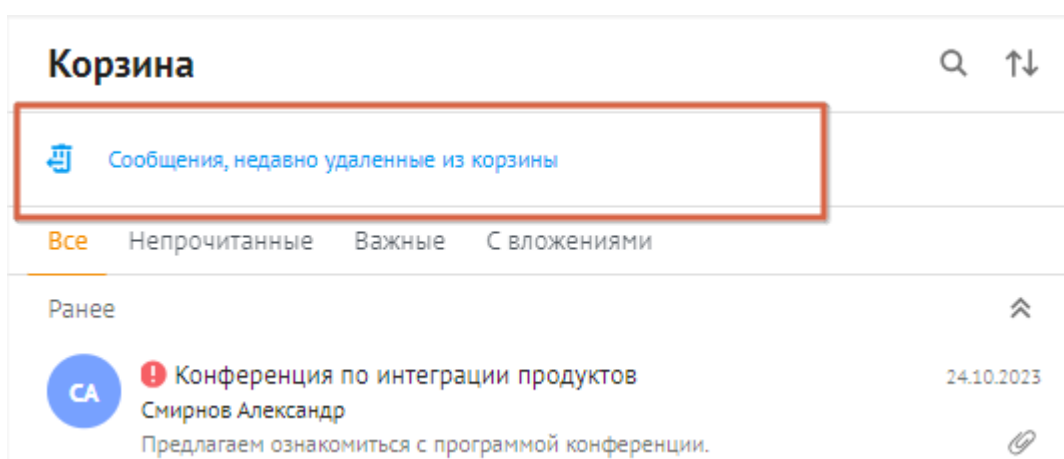 Корзина
Сообщения, недавно удаленные из корзины
Все Непрочитанные Важные С вложениями
Ранее
СА Конференция по интеграции продуктов 24.10.2023
Смирнов Александр
Предлагаем ознакомиться с программой конференции.